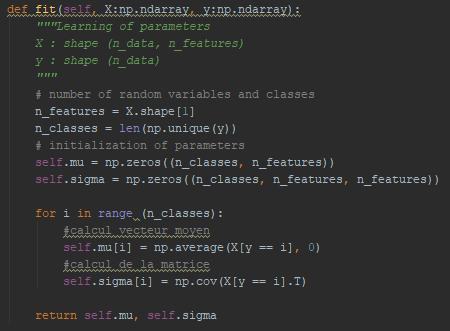 def fit(self, X:np.ndarray, y:np.ndarray):
"""Learning of parameters
X : shape (n_data, n_features)
y : shape (n_data)
"""
# number of random variables and classes
n_features = X.shape[1]
n_classes = len(np.unique(y))
# initialization of parameters
self.mu = np.zeros((n_classes, n_features))
self.sigma = np.zeros((n_classes, n_features, n_features))
for i in range (n_classes):
#calcul vecteur moyen
self.mu[i] = np.average(X[y == i], 0)
#calcul de la matrice
self.sigma[i] = np.cov(X[y == i].T)
return self.mu, self.sigma